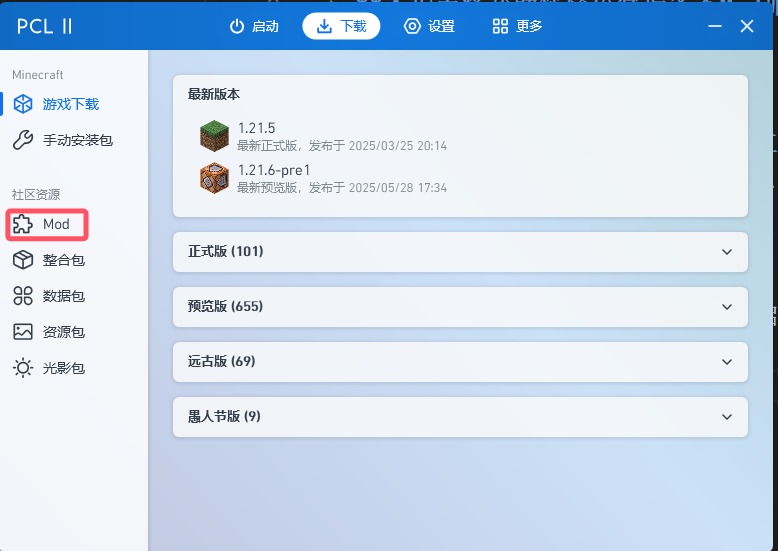 PCL II
启动
下载
设置
更多
Minecraft
游戏下载
手动安装包
社区资源
Mod
整合包
数据包
资源包
光影包
最新版本
1.21.5
最新正式版，发布于 2025/03/25 20:14
1.21.6-pre1
最新预览版，发布于 2025/05/28 17:34
正式版 (101)
预览版 (655)
远古版 (69)
愚人节版 (9)